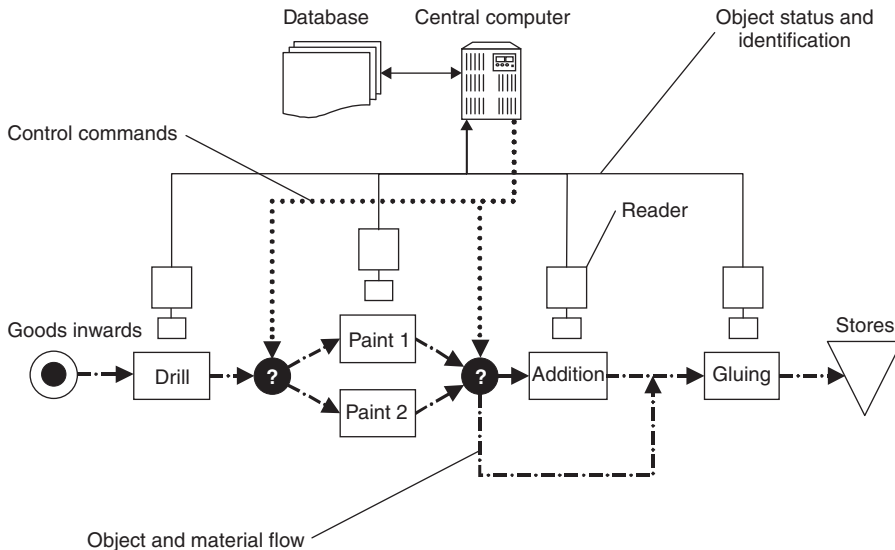 Database
Central computer
Object status and
identification
Control commands
Reader
Goods inwards
Stores
Paint 1
Drill
?
?
Addition
Gluing
Paint 2
Object and material flow